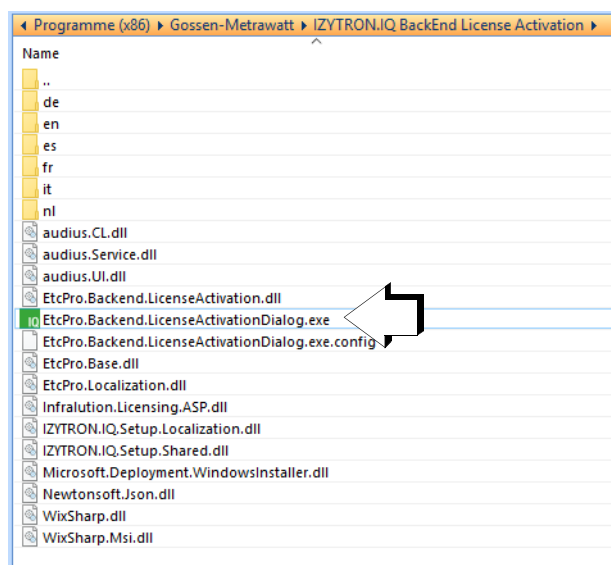 Programme (x86) Gossen-Metrawatt IZYTRON.IQ BackEnd License Activation
Name
..
de
en
es
fr
it
nl
audius.CL.dll
audius.Service.dll
audius.UI.dll
EtcPro.Backend.LicenseActivation.dll
IQ EtcPro.Backend.LicenseActivationDialog.exe
EtcPro.Backend.LicenseActivationDialog.exe.config
EtcPro.Base.dll
EtcPro.Localization.dll
Infralution.Licensing.ASP.dll
IZYTRON.IQ.Setup.Localization.dll
IZYTRON.IQ.Setup.Shared.dll
Microsoft.Deployment.WindowsInstaller.dll
Newtonsoft.Json.dll
WixSharp.dll
WixSharp.Msi.dll